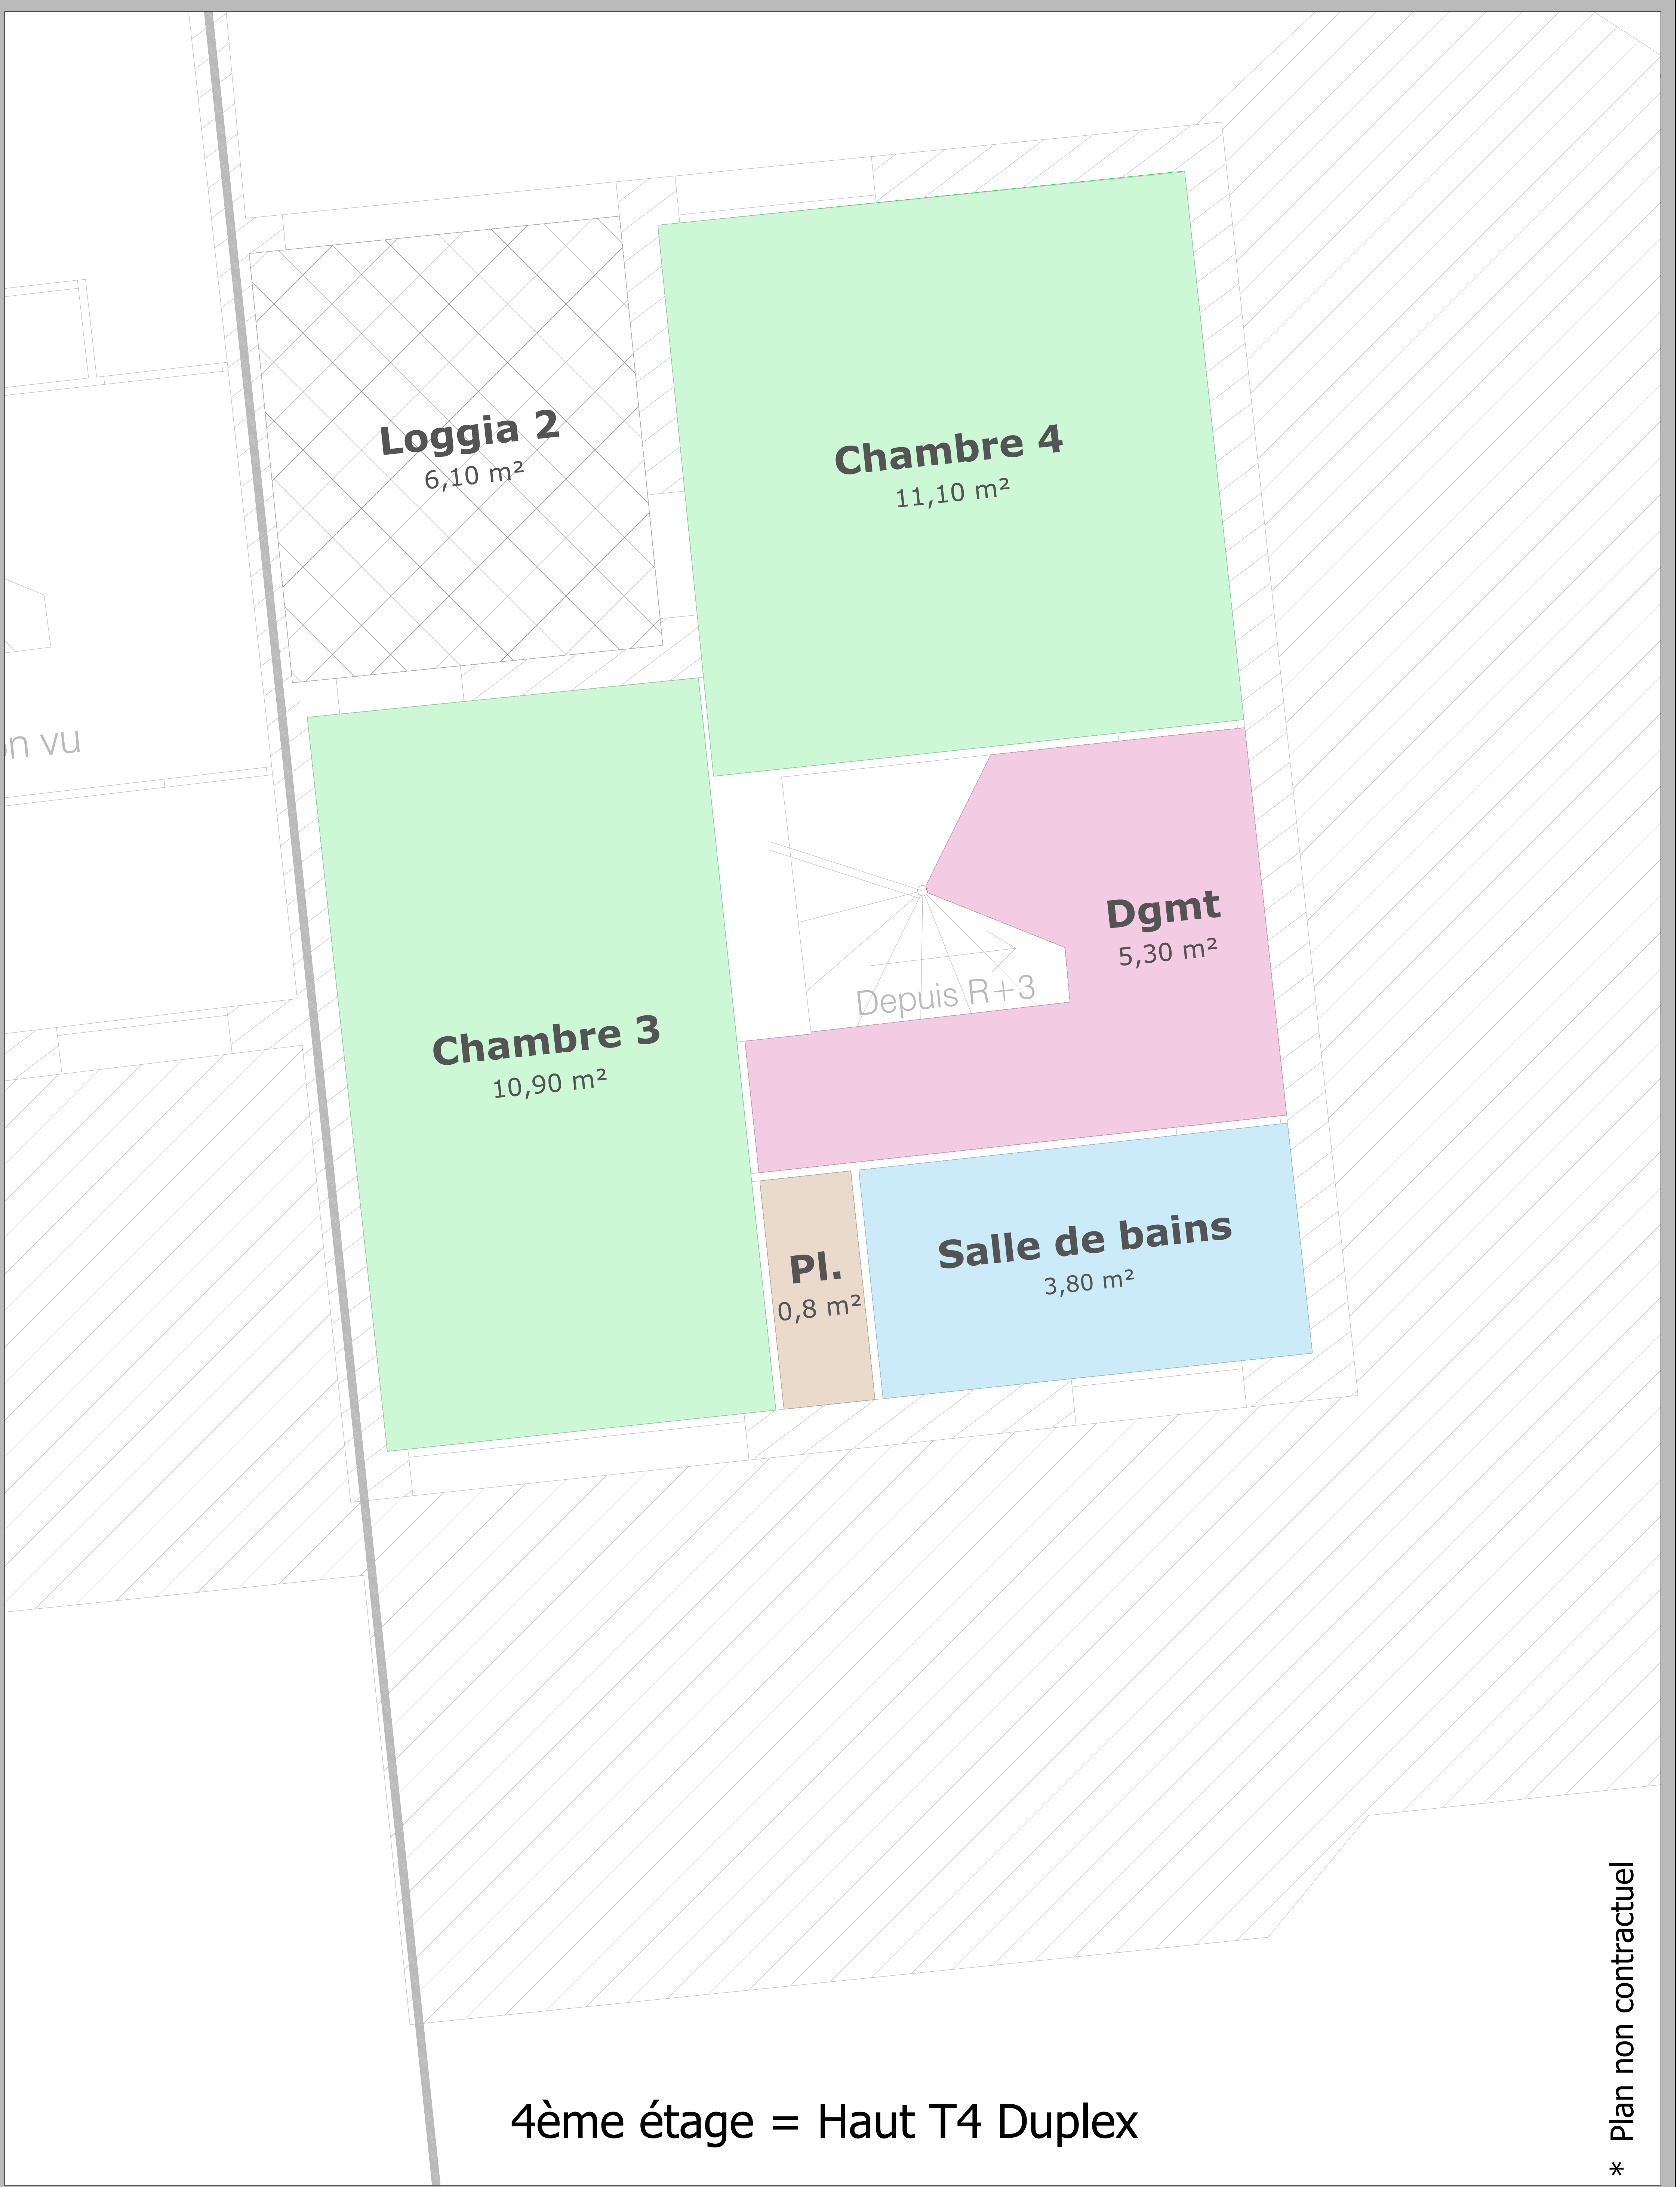 Loggia 2
6,10 m²
Chambre 4
11,10 m²
n vu
Dgmt
5,30 m²
Depuis R+3
Chambre 3
10,90 m²
Salle de bains
3,80 m²
Pl.
0,8 m²
4ème étage = Haut T4 Duplex
* Plan non contractuel